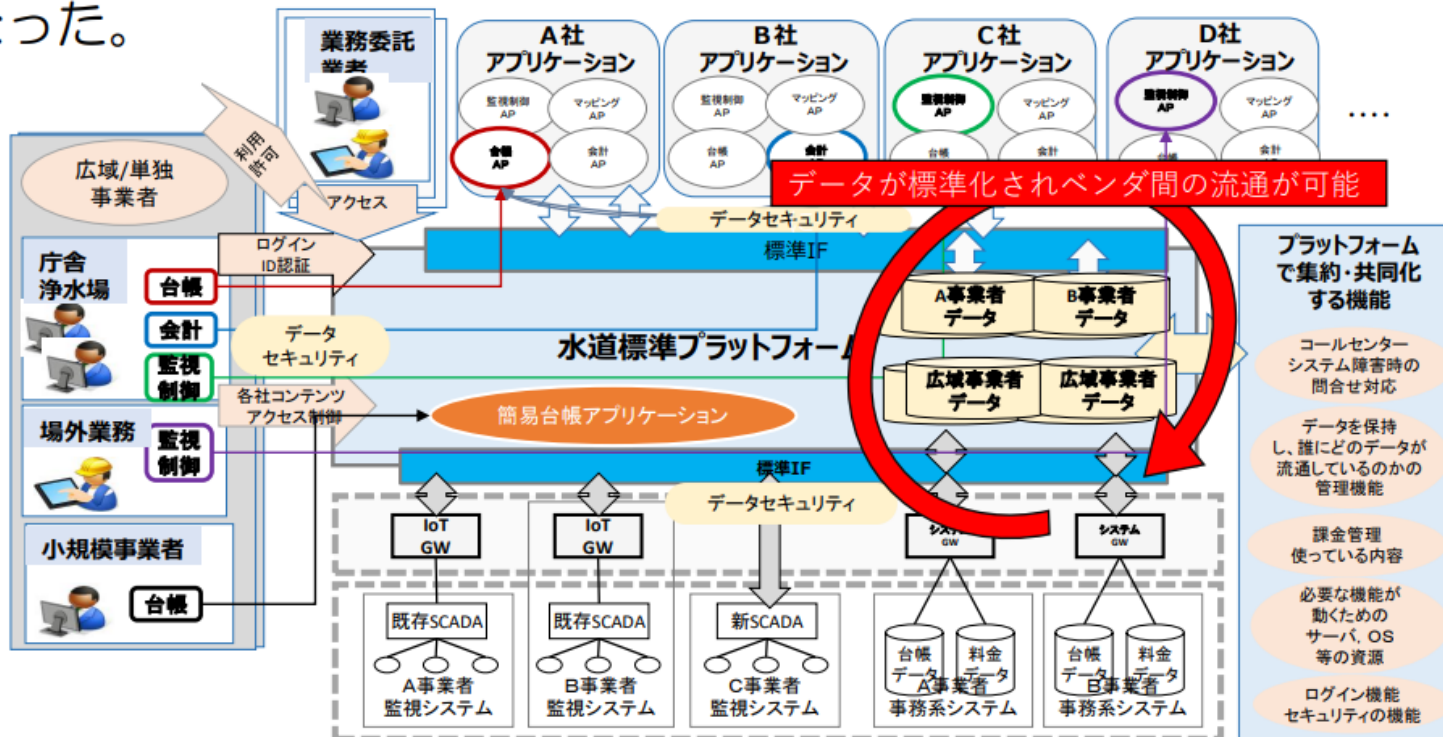 った。
業務委託
業者
A社
アプリケーション
監視制御
AP
マッピング
AP
台帳
AP
会計
AP
B社
アプリケーション
監視制御
AP
マッピング
AP
台帳
AP
会計
C社
アプリケーション
監視制御
AP
マッピング
AP
台帳
会計
D社
アプリケーション
監視制御
AP
マッピング
AP
台帳
会計
‥‥
データが標準化されベンダ間の流通が可能
利用
許可
アクセス
広域/単独
事業者
ログイン
ID認証
データセキュリティ
標準IF
庁舎
浄水場
台帳
会計
監視
制御
データ
セキュリティ
各社コンテンツ
アクセス制御
水道標準プラットフォーム
簡易台帳アプリケーション
A事業者
データ
B事業者
データ
広域事業者
データ
広域事業者
データ
場外業務
監視
制御
小規模事業者
台帳
標準IF
データセキュリティ
IoT
GW
IoT
GW
システム
GW
システム
GW
既存SCADA
既存SCADA
新SCADA
台帳
データ
料金
データ
台帳
データ
料金
データ
A事業者
監視システム
B事業者
監視システム
C事業者
監視システム
A事業者
事務系システム
B事業者
事務系システム
プラットフォーム
で集約・共同化
する機能
コールセンター
システム障害時の
問合せ対応
データを保持
し、誰にどのデータが
流通しているのかの
管理機能
課金管理
使っている内容
必要な機能が
動くための
サーバ，OS
等の資源
ログイン機能
セキュリティの機能